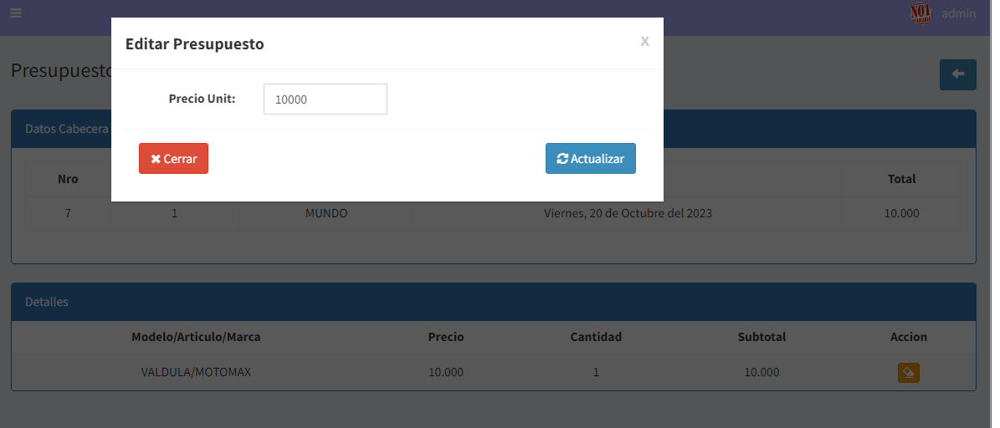 admin
Editar Presupuesto x
Presupuesto
Precio Unit: 10000
Datos Cabecera
Cerrar Actualizar
Nro Total
7 1 MUNDO Viernes, 20 de Octubre del 2023 10.000
Detalles
Modelo/Articulo/Marca Precio Cantidad Subtotal Accion
VALDULA/MOTOMAX 10.000 1 10.000